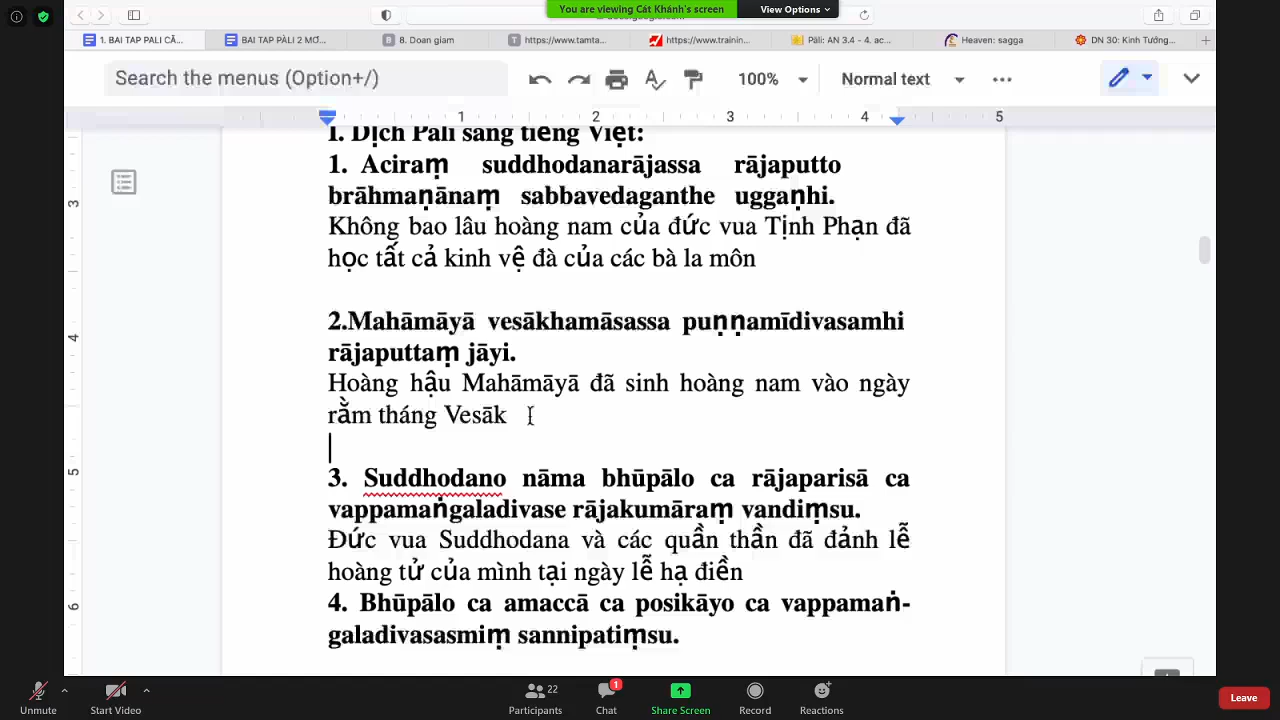 You are viewing Cát Khánh's screen
View Options
1. BAI TAP PALI CĂ...
BAI TAP PÀLI 2 MƠ...
8. Doan giam
https://www.tamta...
https://www.trainin...
Pāli: AN 3.4 - 4. ac...
Heaven: sagga
DN 30: Kinh Tướng...
Search the menus (Option+/)
100%
Normal text
1 2 3 4 5
I. Dịch Pali sang tiếng Việt:
1. Aciraṃ suddhodanarājassa rājaputto
brāhmaṇānaṃ sabbavedaganthe uggaṇhi.
Không bao lâu hoàng nam của đức vua Tịnh Phạn đã
học tất cả kinh vệ đà của các bà la môn
2.Mahāmāyā vesākhamāsassa puṇṇamīdivasamhi
rājaputtaṃ jāyi.
Hoàng hậu Mahāmāyā đã sinh hoàng nam vào ngày
rằm tháng Vesāk
3. Suddhodano nāma bhūpālo ca rājaparisā ca
vappamaṅgaladivase rājakumāraṃ vandiṃsu.
Đức vua Suddhodana và các quần thần đã đảnh lễ
hoàng tử của mình tại ngày lễ hạ điền
4. Bhūpālo ca amaccā ca posikāyo ca vappamaṅ-
galadivasasmiṃ sannipatiṃsu.
3
4
5
6
Unmute
Start Video
Participants 22
Chat 1
Share Screen
Record
Reactions
Leave